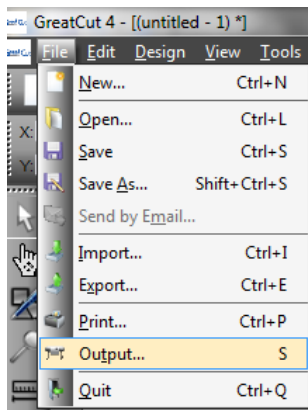 GreatCut 4 - [(untitled - 1) *]
File Edit Design View Tools
New... Ctrl+N
Open... Ctrl+L
X:
Save Ctrl+S
Y:
Save As... Shift+Ctrl+S
Send by Email...
Import... Ctrl+I
Export... Ctrl+E
Print... Ctrl+P
Output... S
Quit Ctrl+Q